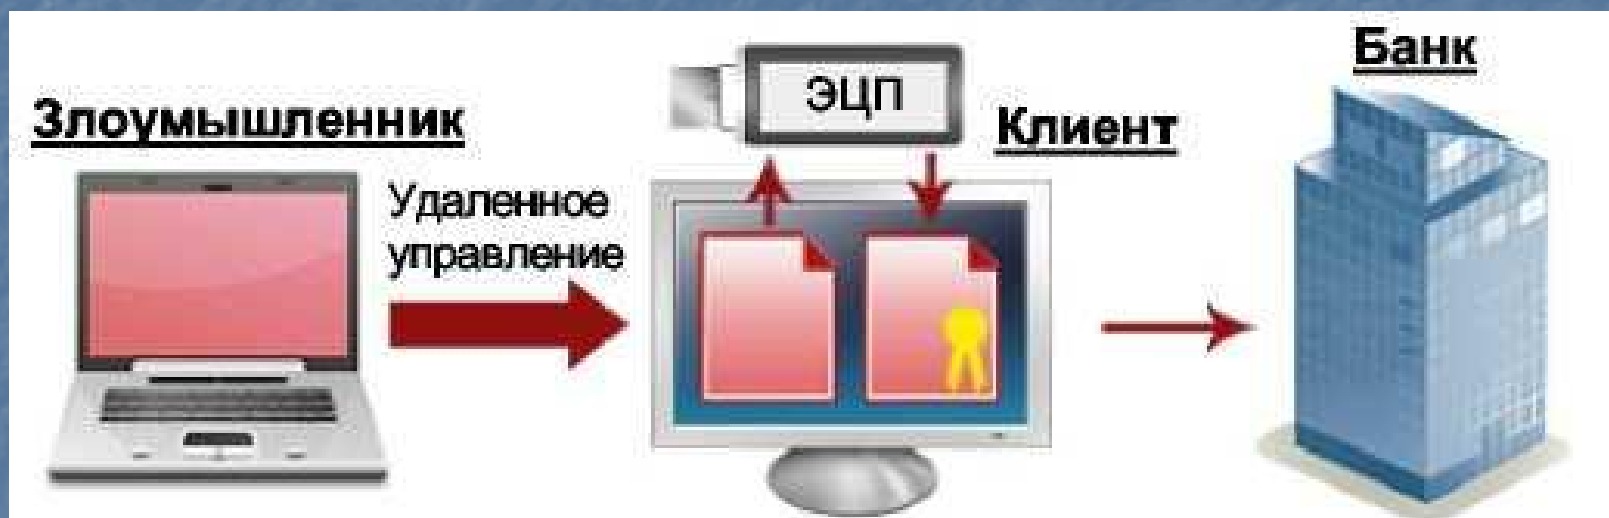 Злоумышленник
Удаленное
управление
ЭЦП
Клиент
Банк